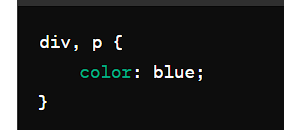 div, p {
    color: blue;
}